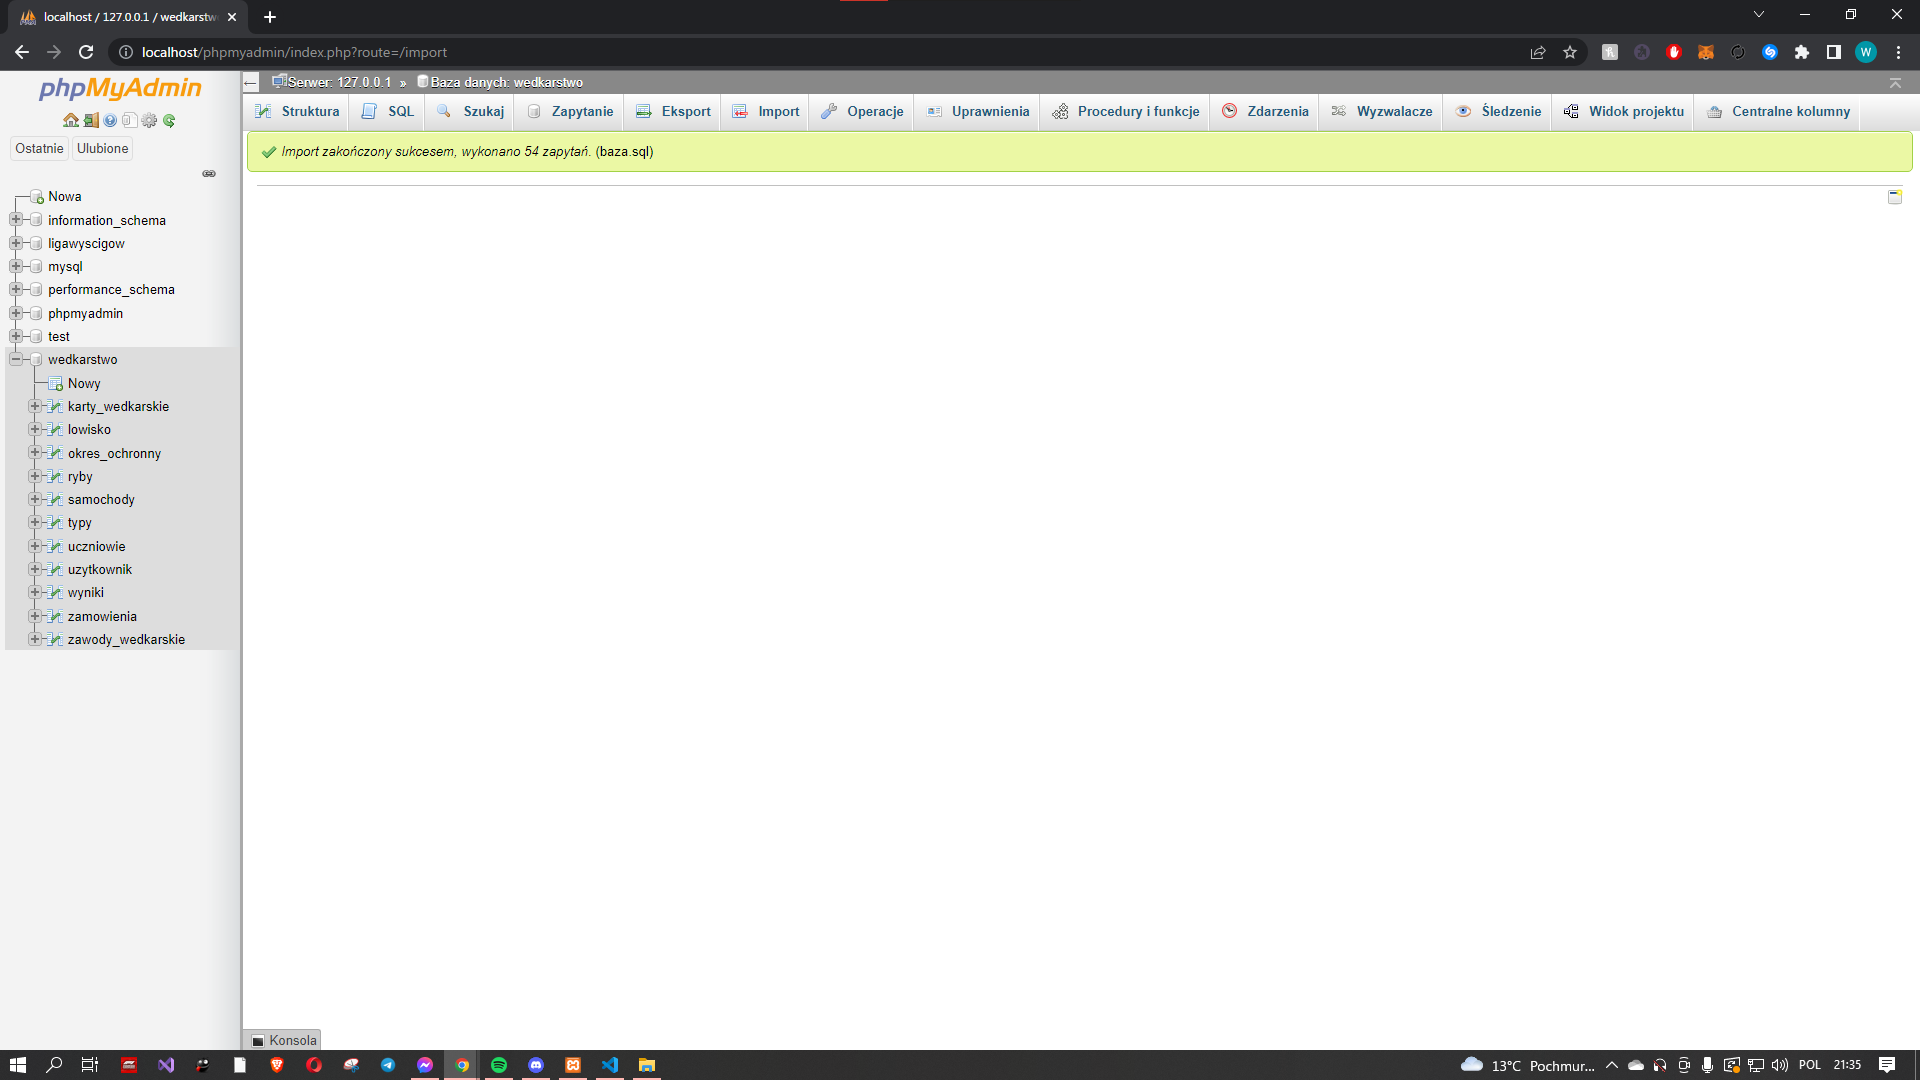 localhost / 127.0.0.1 / wedkarstw
localhost/phpmyadmin/index.php?route=/import
W
phpMyAdmin
Ostatnie Ulubione
Nowa
information_schema
ligawyscigow
mysql
performance_schema
phpmyadmin
test
wedkarstwo
Nowy
karty_wedkarskie
lowisko
okres_ochronny
ryby
samochody
typy
uczniowie
uzytkownik
wyniki
zamowienia
zawody_wedkarskie
Serwer: 127.0.0.1 » Baza danych: wedkarstwo
Struktura SQL Szukaj Zapytanie Eksport Import Operacje Uprawnienia Procedury i funkcje Zdarzenia Wyzwalacze Śledzenie Widok projektu Centralne kolumny
Import zakończony sukcesem, wykonano 54 zapytań. (baza.sql)
Konsola
13°C Pochmur... POL 21:35